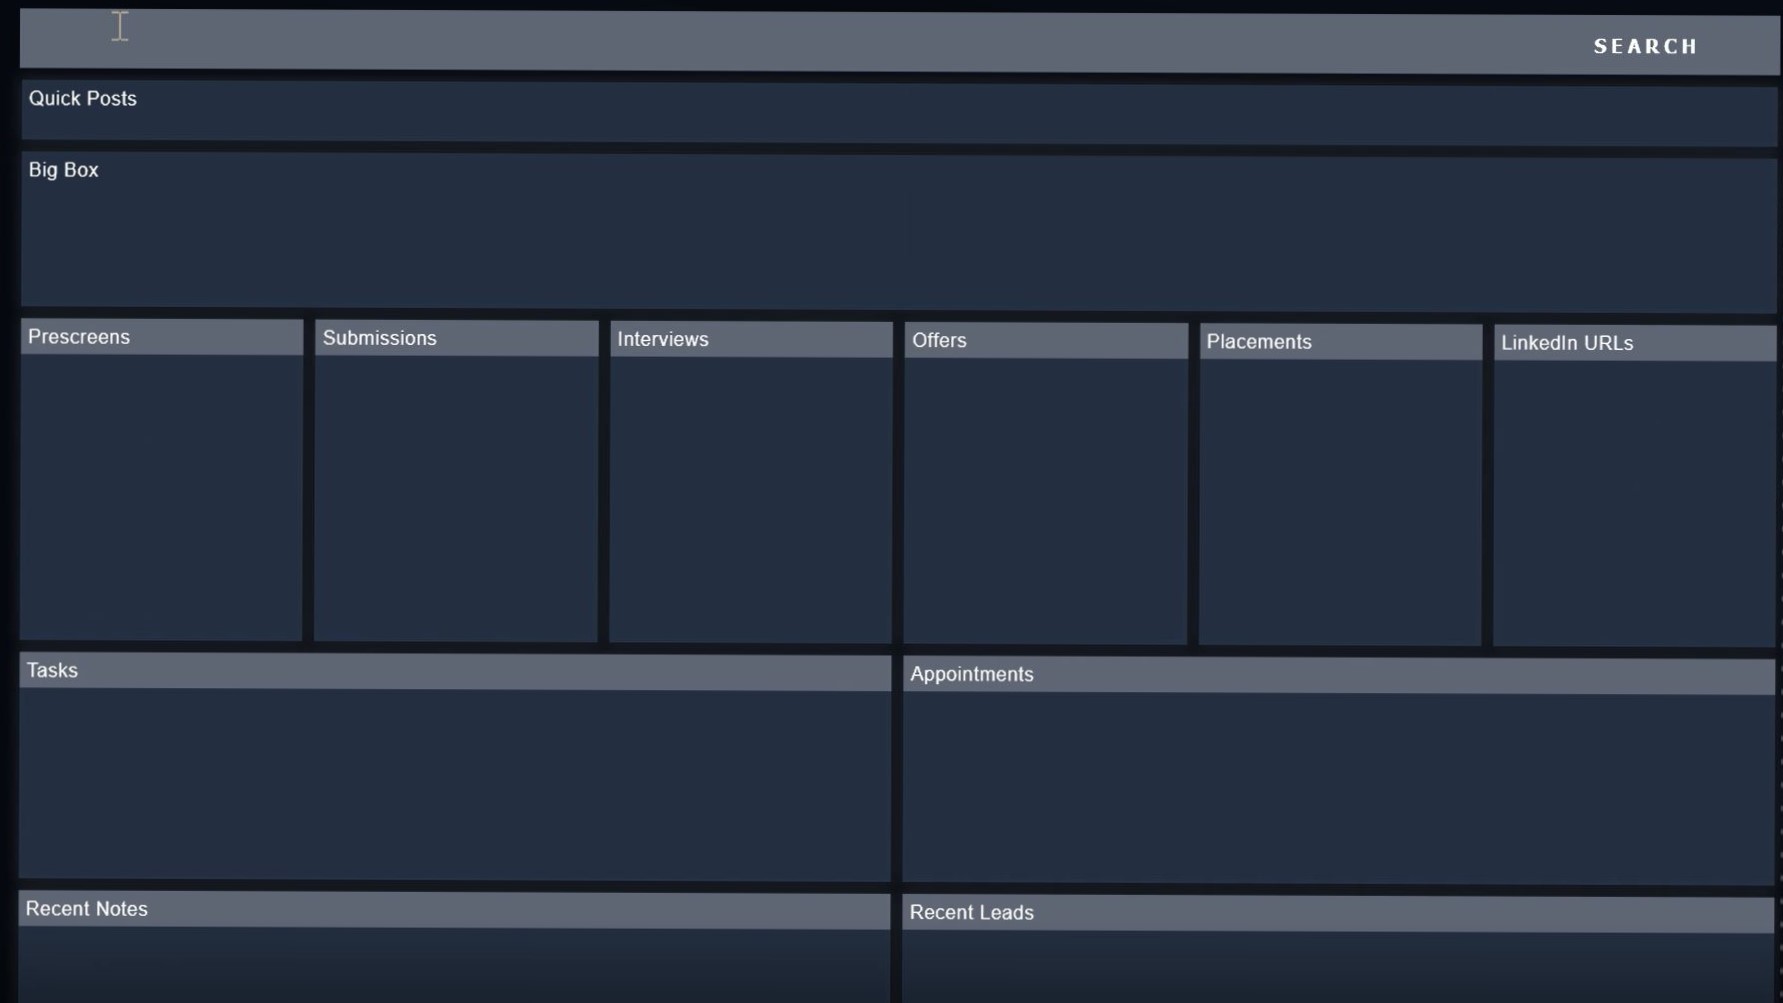 SEARCH
Quick Posts
Big Box
Prescreens
Submissions
Interviews
Offers
Placements
LinkedIn URLs
Tasks
Appointments
Recent Notes
Recent Leads